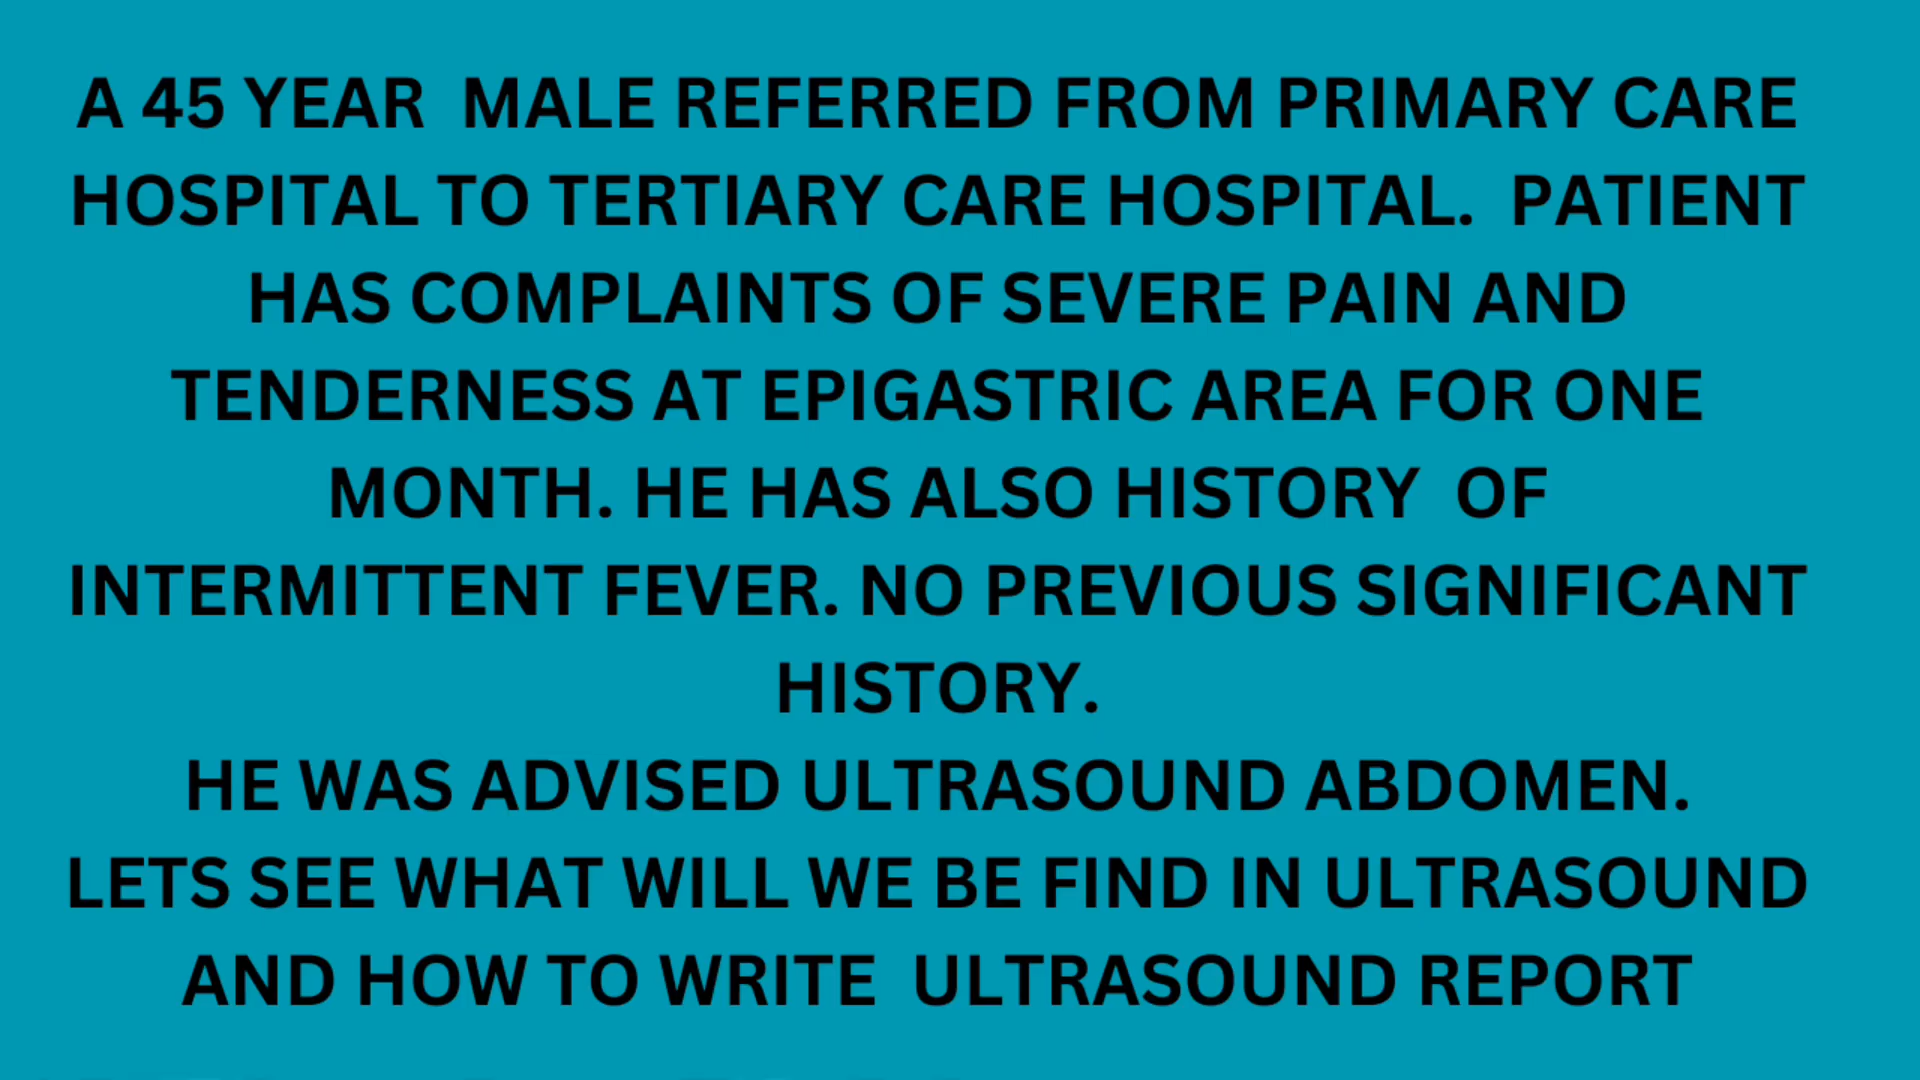 A 45 YEAR MALE REFERRED FROM PRIMARY CARE
HOSPITAL TO TERTIARY CARE HOSPITAL. PATIENT
HAS COMPLAINTS OF SEVERE PAIN AND
TENDERNESS AT EPIGASTRIC AREA FOR ONE
MONTH. HE HAS ALSO HISTORY OF
INTERMITTENT FEVER. NO PREVIOUS SIGNIFICANT
HISTORY.
HE WAS ADVISED ULTRASOUND ABDOMEN.
LETS SEE WHAT WILL WE BE FIND IN ULTRASOUND
AND HOW TO WRITE ULTRASOUND REPORT